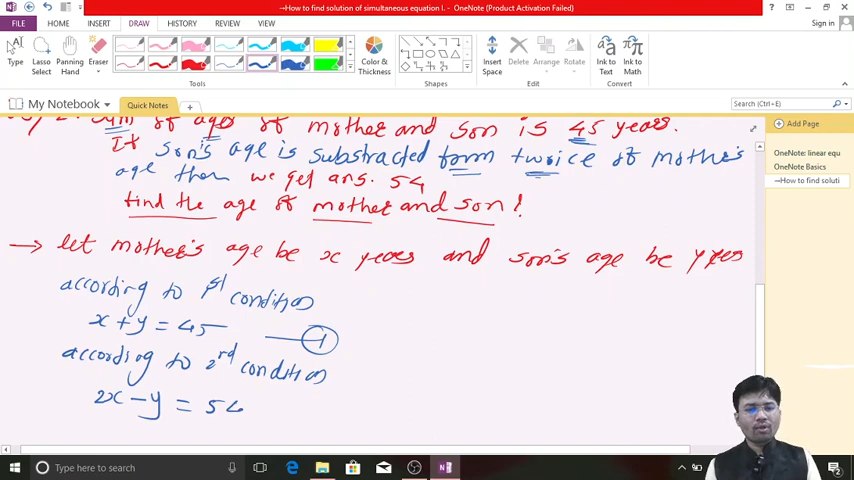 →How to find solution of simultaneous equation I. - OneNote (Product Activation Failed)
FILE HOME INSERT DRAW HISTORY REVIEW VIEW
Sign in
Type Lasso Select Panning Hand Eraser Color & Thickness Insert Space Delete Arrange Rotate Ink to Text Ink to Math
Tools Shapes Edit Convert
My Notebook Quick Notes Search (Ctrl+E)
Add Page
OneNote: linear equ
OneNote Basics
→How to find soluti
2. Sum of ages of mother and son is 45 years.
If son's age is substracted form twoice of mother's
age then we get ans. 54
find the age of mother and son?
→ let mother's age be x years and son's age be y yrs
according to 1st condition
x + y = 45 — 1
according to 2rd condition
2x - y = 54
Type here to search